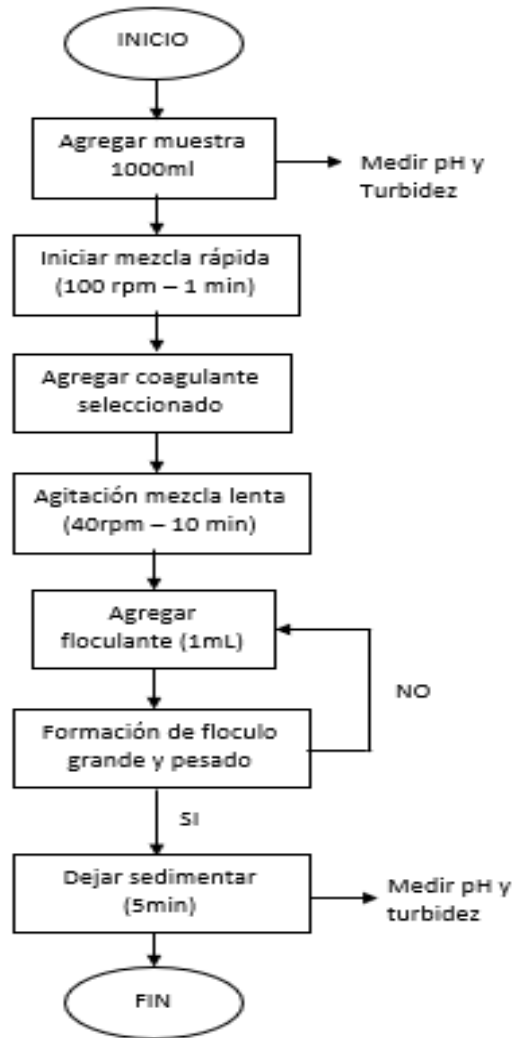 INICIO
Agregar muestra
1000ml
Medir pH y
Turbidez
Iniciar mezcla rápida
(100 rpm – 1 min)
Agregar coagulante
seleccionado
Agitación mezcla lenta
(40rpm – 10 min)
Agregar
floculante (1mL)
NO
Formación de floculo
grande y pesado
SI
Dejar sedimentar
(5min)
Medir pH y
turbidez
FIN